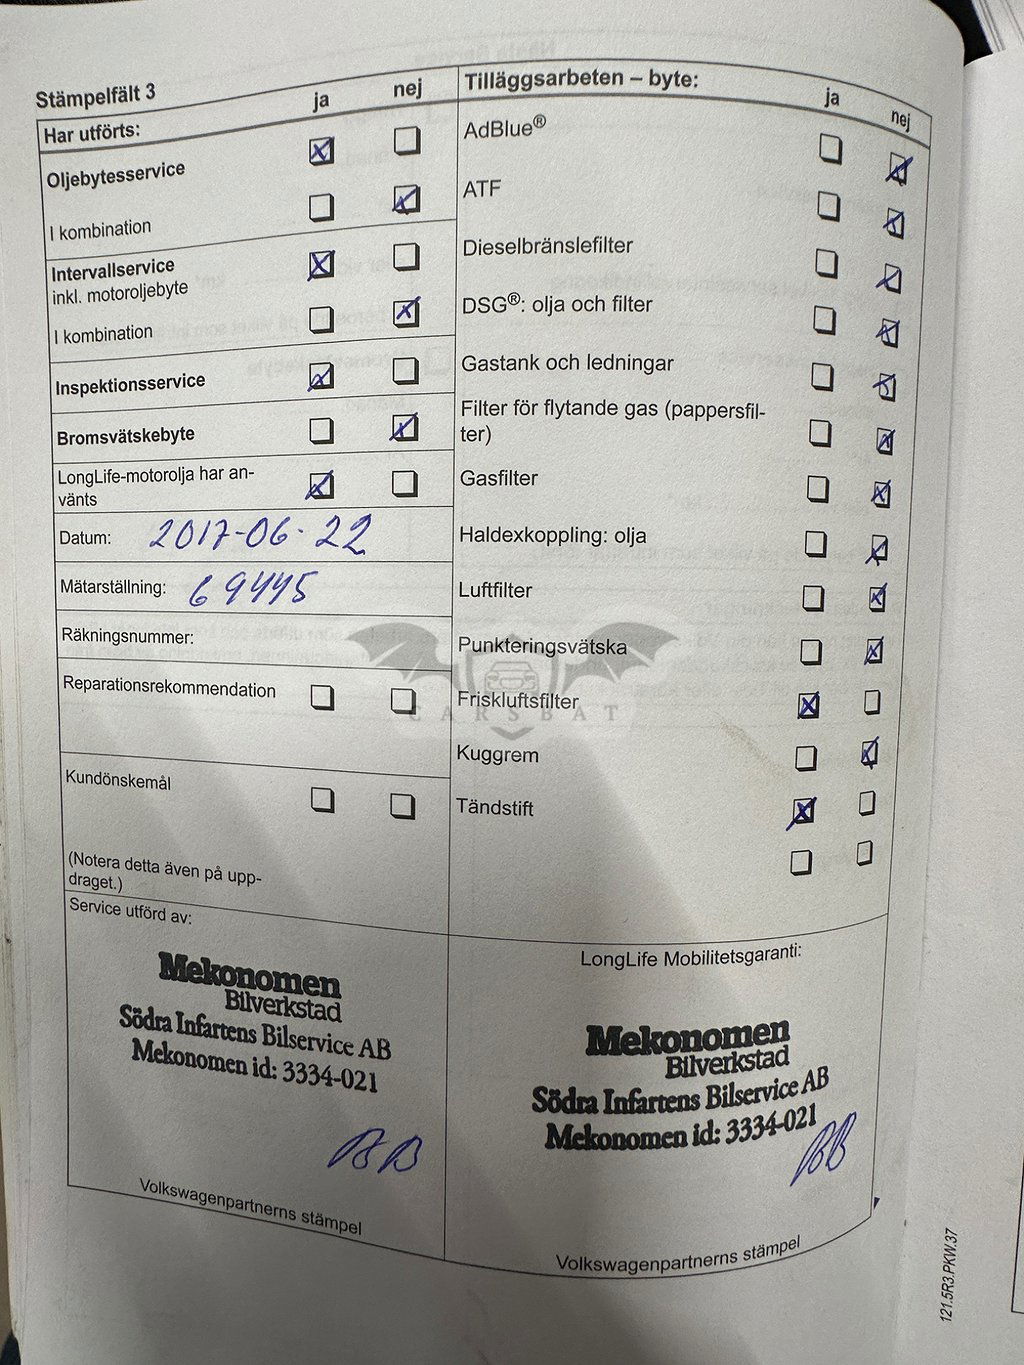 Stämpelfält 3
ja
nej
Har utförts:
Oljebytesservice
I kombination
Intervallservice
inkl. motoroljebyte
I kombination
Inspektionsservice
Bromsvätskebyte
LongLife-motorolja har an-
vänts
Datum: 2017-06-22
Mätarställning: 69445
Räkningsnummer:
Reparationsrekommendation
Kundönskemål
(Notera detta även på upp-
draget.)
Service utförd av:
Mekonomen
Bilverkstad
Södra Infartens Bilservice AB
Mekonomen id: 3334-021
Volkswagenpartnerns stämpel
Tilläggsarbeten – byte:
ja
nej
AdBlue®
ATF
Dieselbränslefilter
DSG®: olja och filter
Gastank och ledningar
Filter för flytande gas (pappersfil-
ter)
Gasfilter
Haldexkoppling: olja
Luftfilter
Punkteringsvätska
Friskluftsfilter
Kuggrem
Tändstift
LongLife Mobilitetsgaranti:
Mekonomen
Bilverkstad
Södra Infartens Bilservice AB
Mekonomen id: 3334-021
Volkswagenpartnerns stämpel
121.5R3.PKW.37
CARSBAT